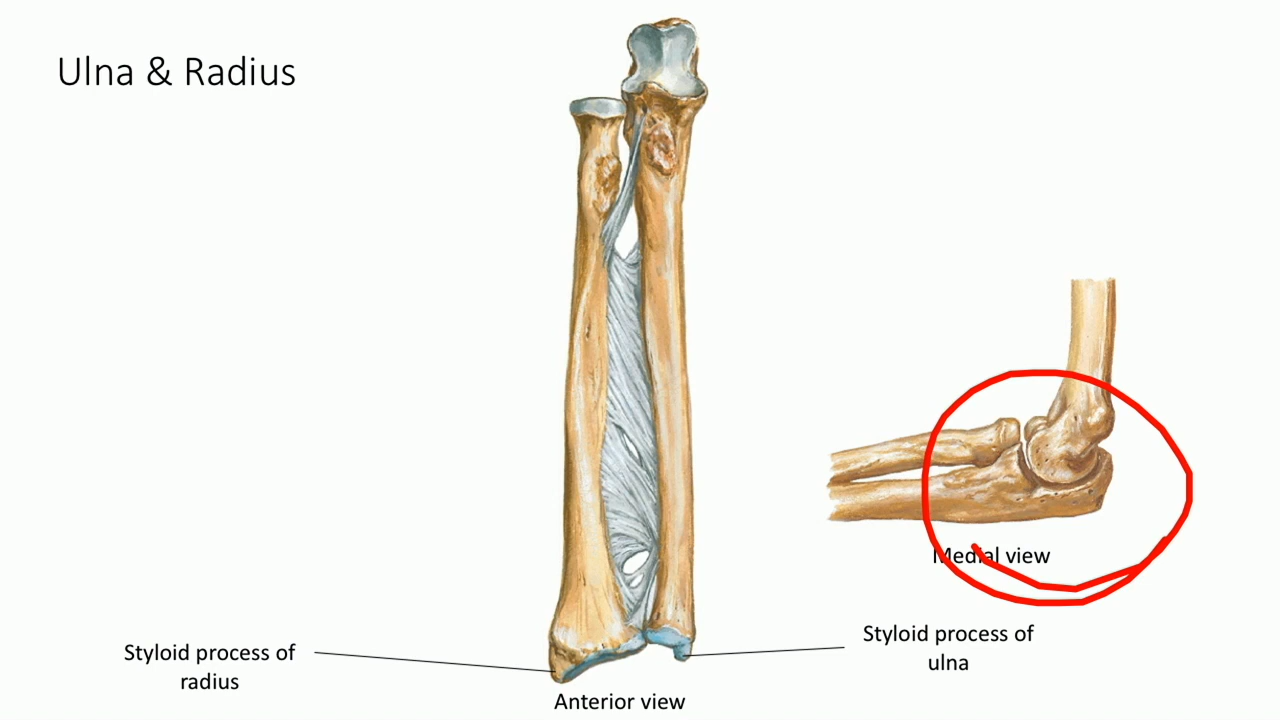 Ulna & Radius
Medial view
Styloid process of
radius
Styloid process of
ulna
Anterior view